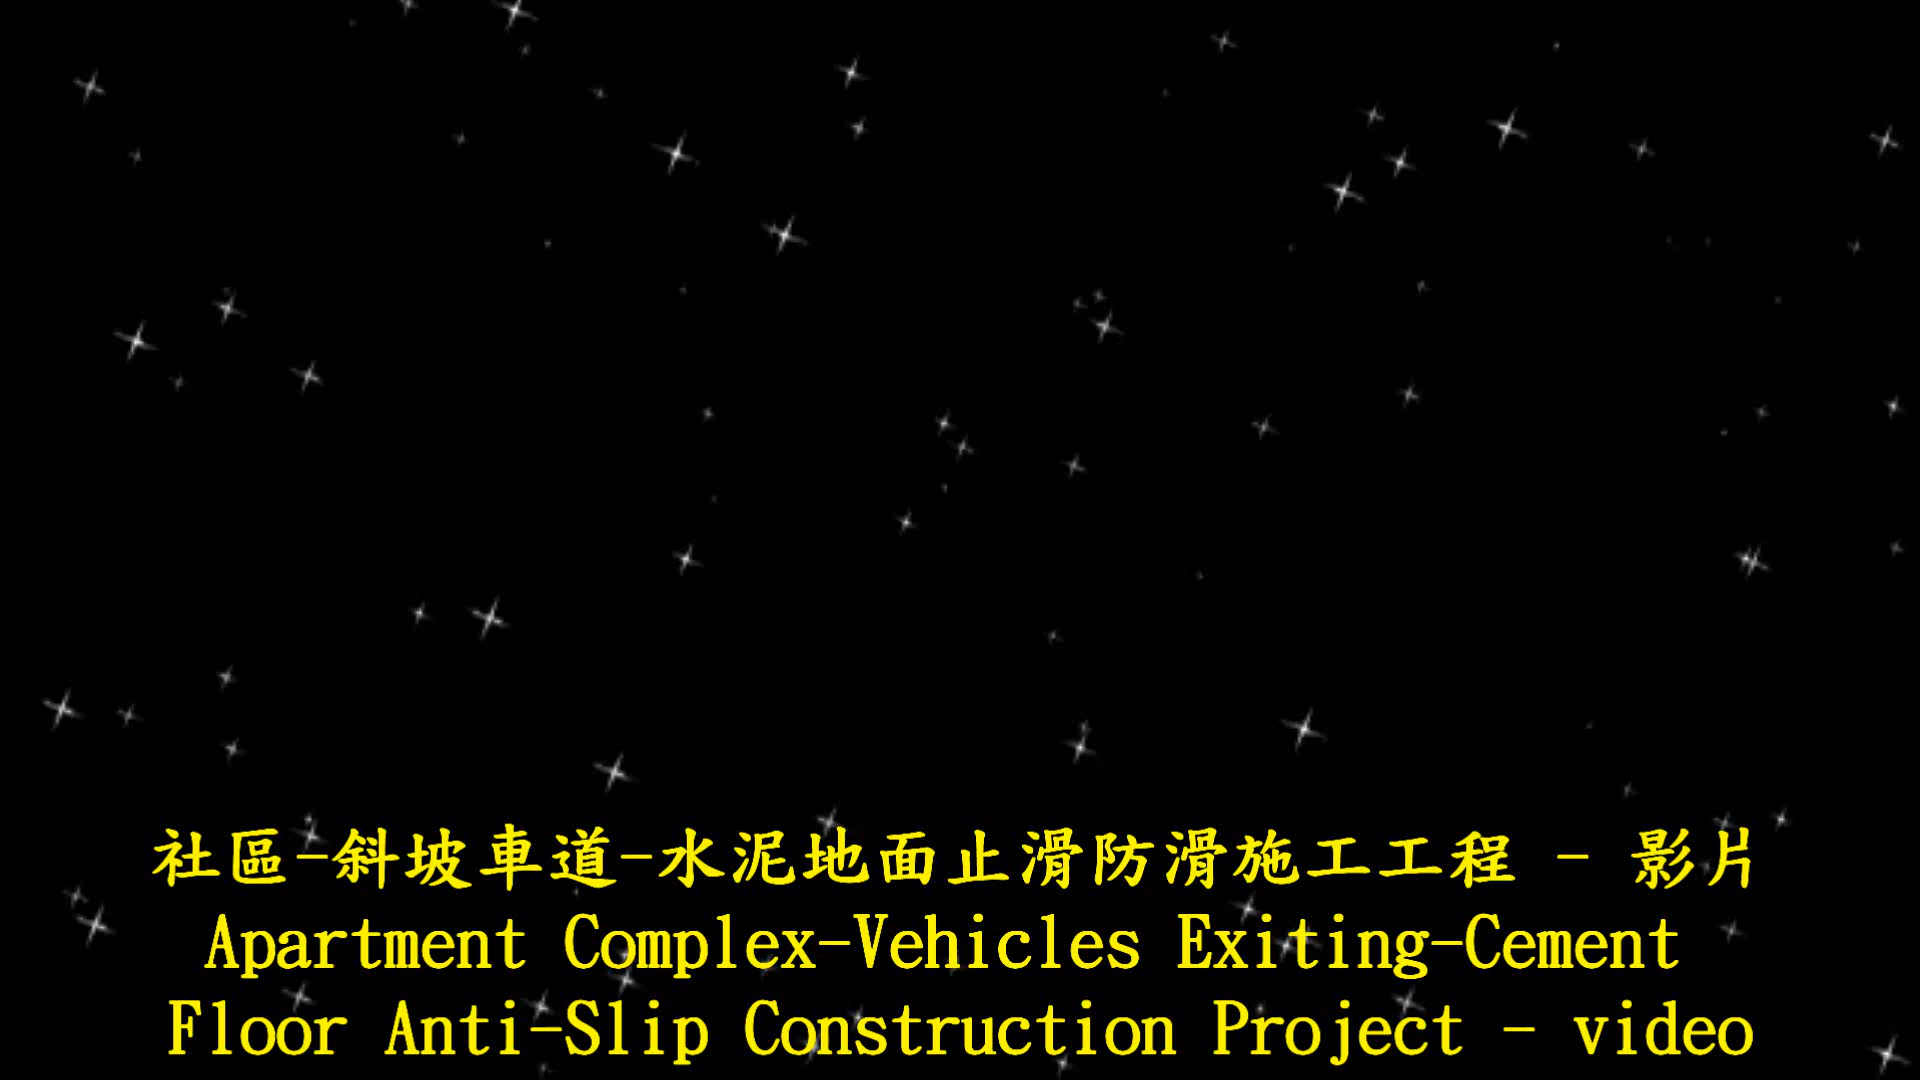 社區-斜坡車道-水泥地面止滑防滑施工工程 - 影片
Apartment Complex-Vehicles Exiting-Cement
Floor Anti-Slip Construction Project - video